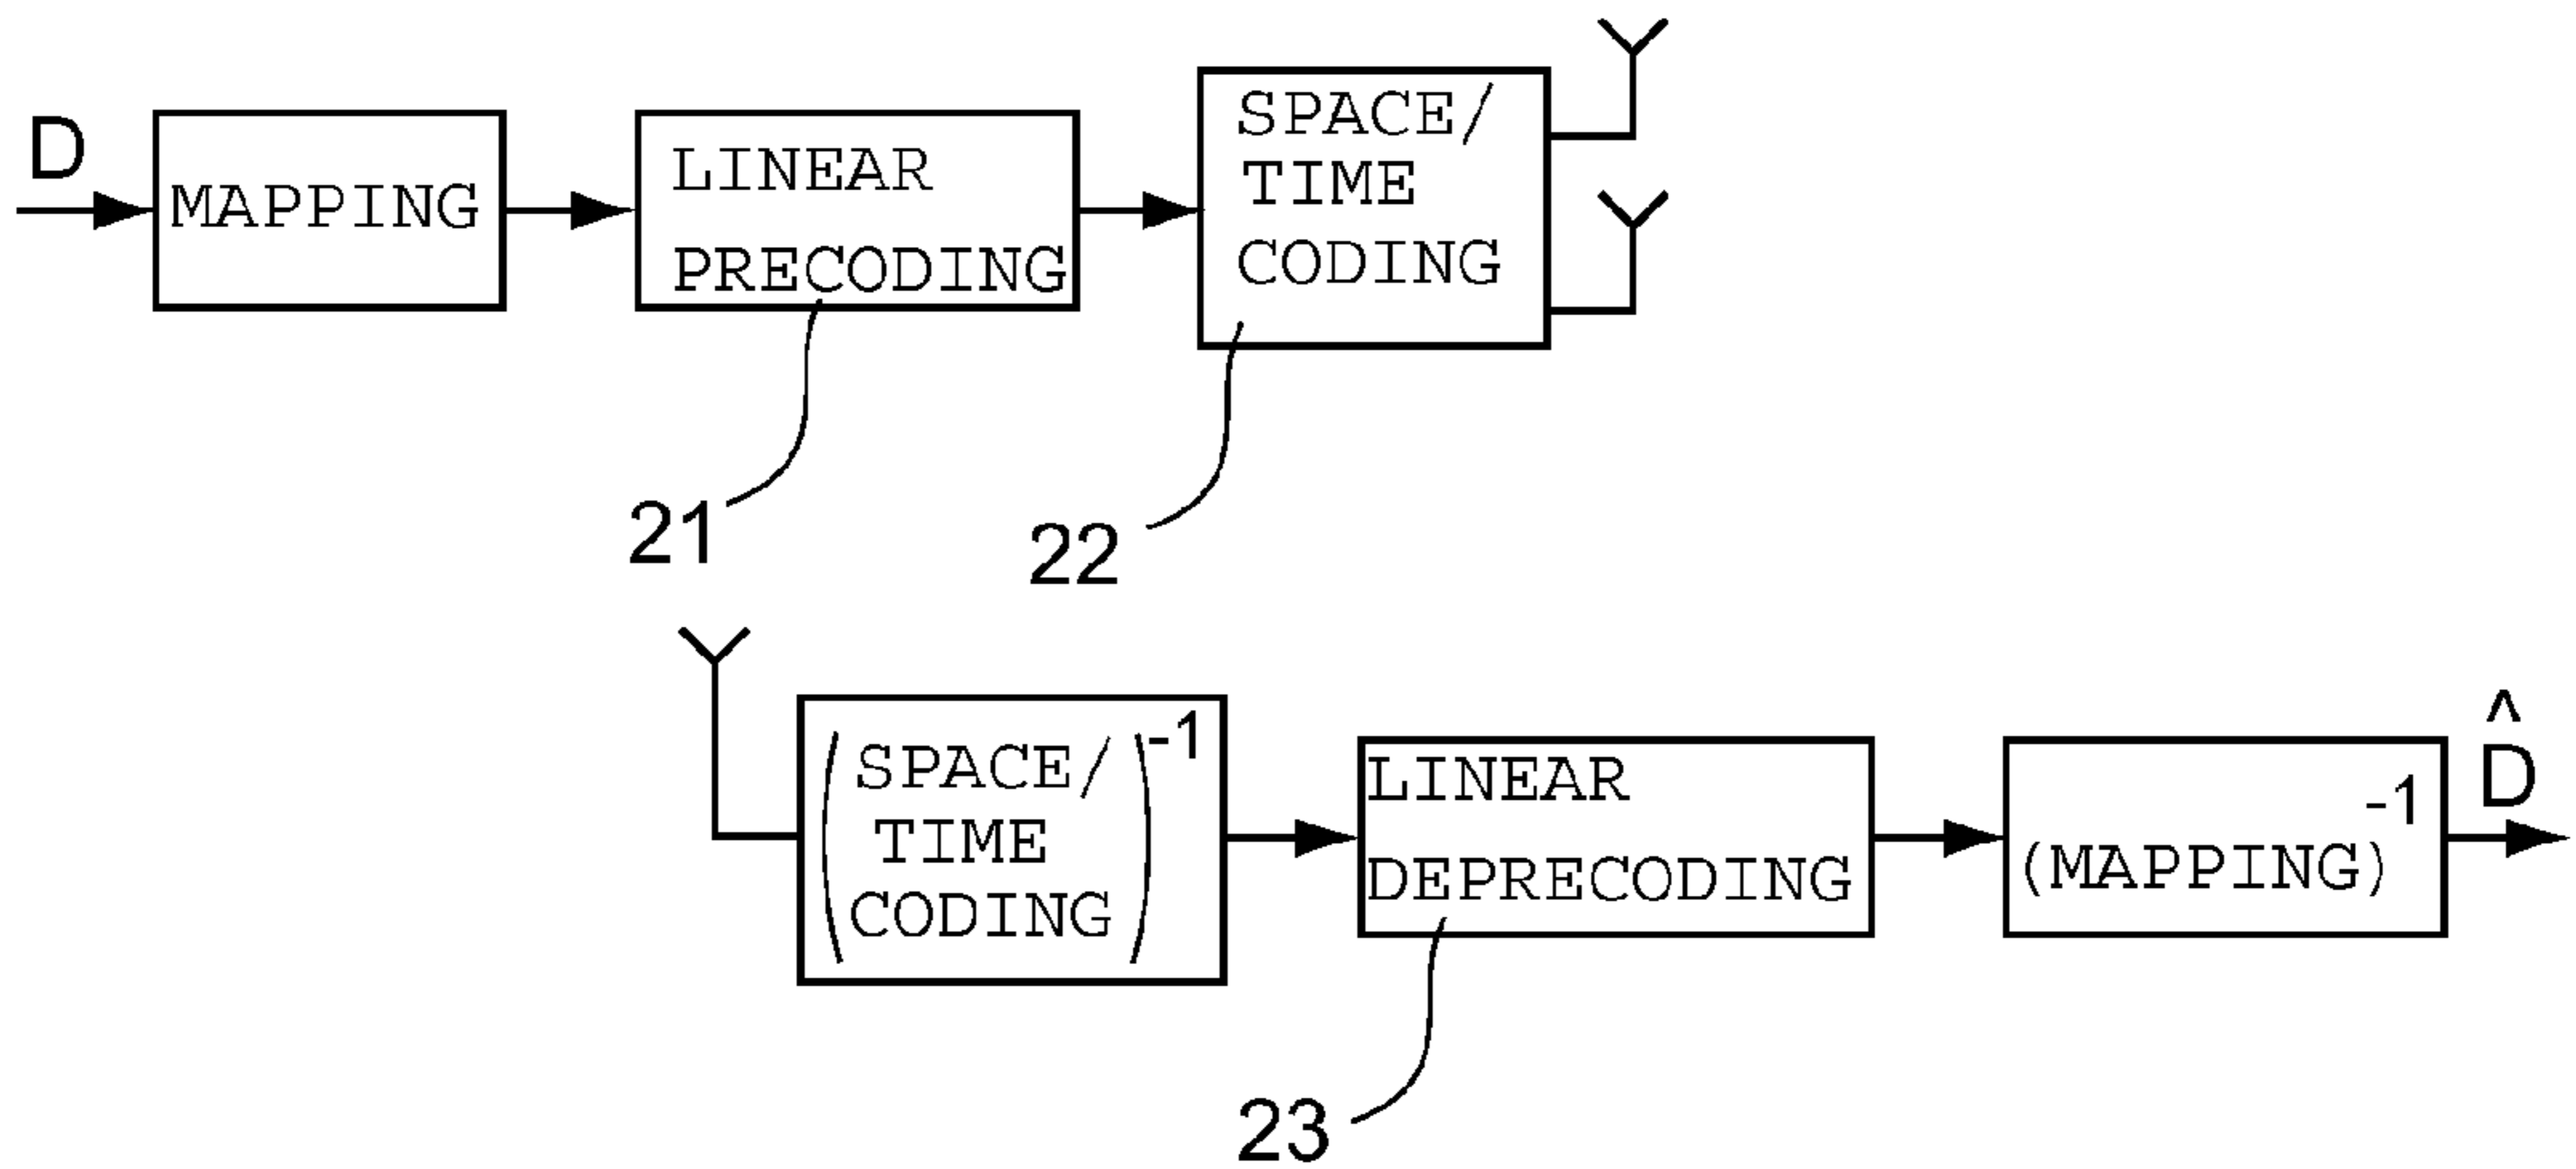 D
MAPPING
LINEAR
PRECODING
SPACE/
TIME
CODING
21
22
(SPACE/
TIME
CODING)-1
LINEAR
DEPRECODING
(MAPPING)-1
^
D
23